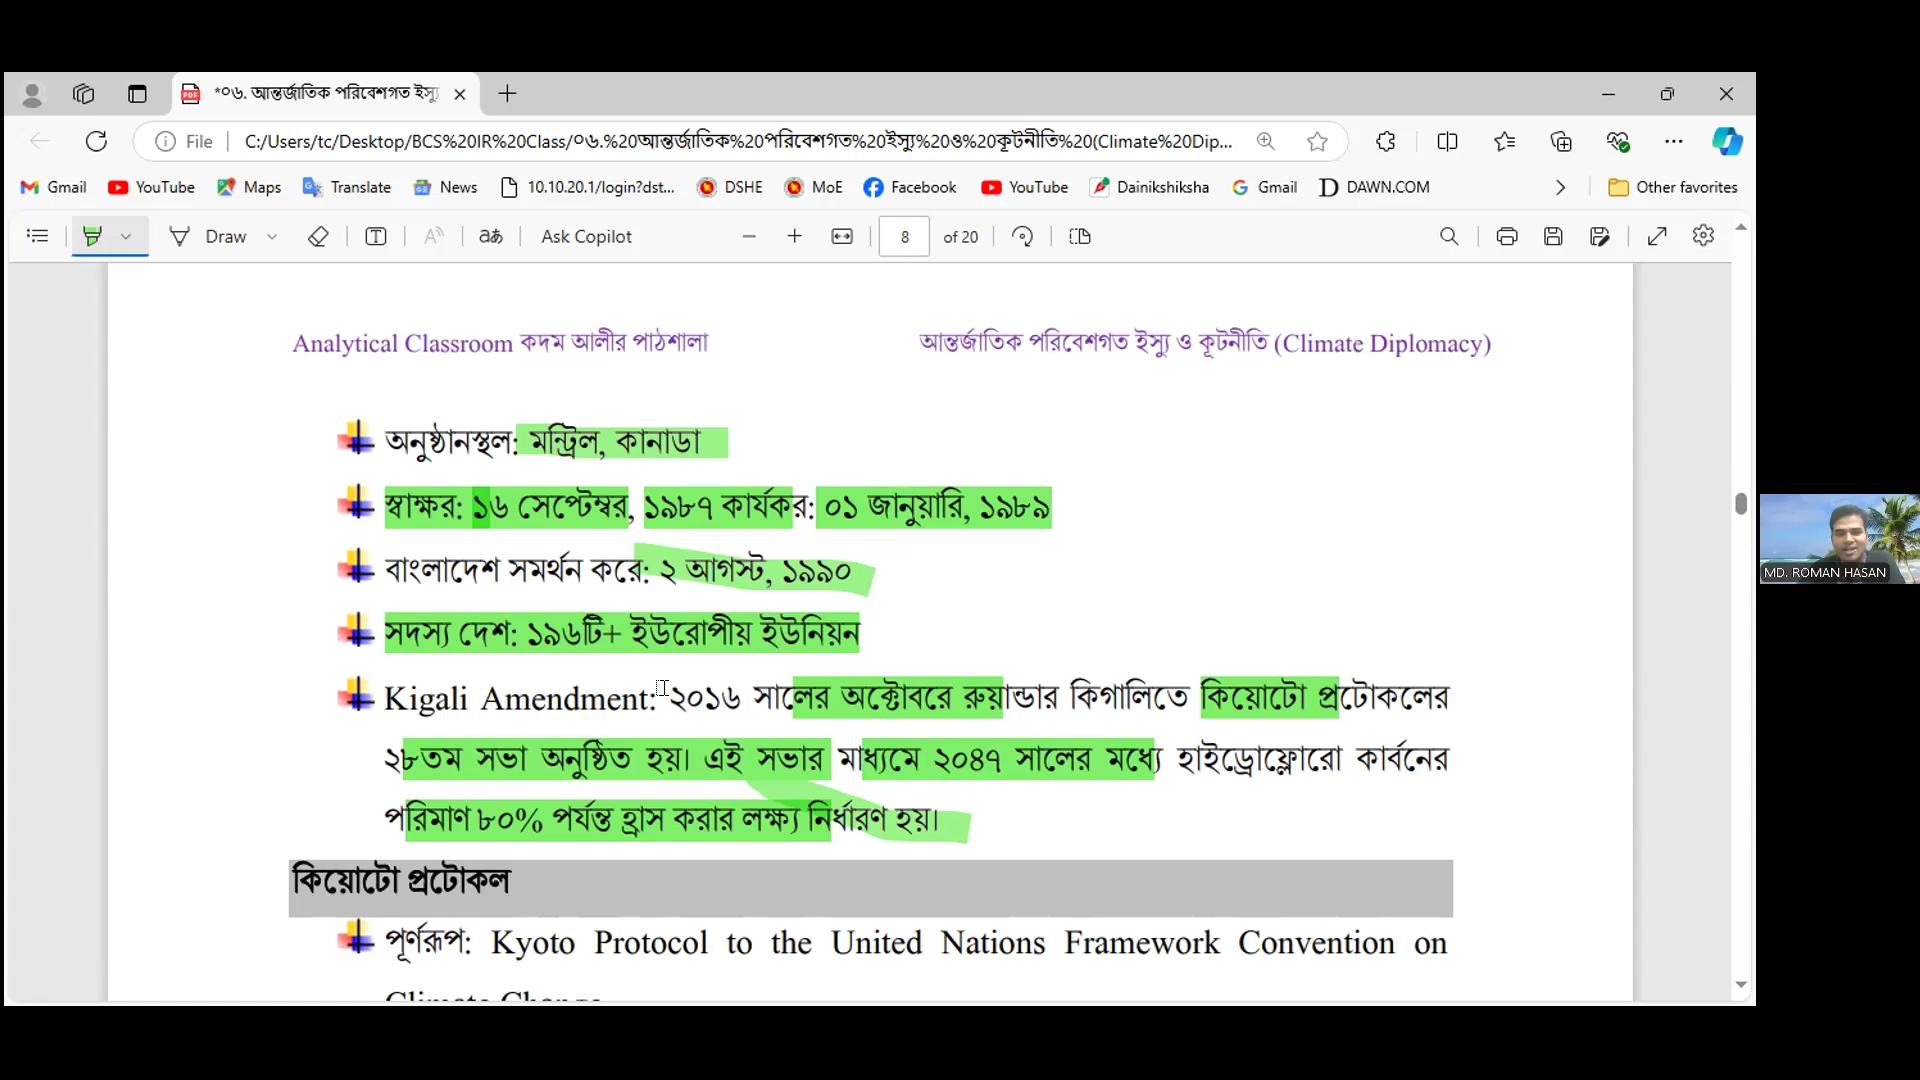 *০৬. আন্তর্জাতিক পরিবেশগত ইস্যু
File C:/Users/tc/Desktop/BCS%20IR%20Class/০৬.%20আন্তর্জাতিক%20পরিবেশগত%20ইস্যু%20ও%20কূটনীতি%20(Climate%20Dip...
Gmail YouTube Maps Translate News 10.10.20.1/login?dst... DSHE MoE Facebook YouTube Dainikshiksha Gmail DAWN.COM Other favorites
Draw Ask Copilot 8 of 20
Analytical Classroom কদম আলীর পাঠশালা আন্তর্জাতিক পরিবেশগত ইস্যু ও কূটনীতি (Climate Diplomacy)
অনুষ্ঠানস্থল: মন্ট্রিল, কানাডা
স্বাক্ষর: ১৬ সেপ্টেম্বর, ১৯৮৭ কার্যকর: ০১ জানুয়ারি, ১৯৮৯
বাংলাদেশ সমর্থন করে: ২ আগস্ট, ১৯৯০
সদস্য দেশ: ১৯৬টি+ ইউরোপীয় ইউনিয়ন
Kigali Amendment: ২০১৬ সালের অক্টোবরে রুয়ান্ডার কিগালিতে কিয়োটো প্রটোকলের
২৮তম সভা অনুষ্ঠিত হয়। এই সভার মাধ্যমে ২০৪৭ সালের মধ্যে হাইড্রোফ্লোরো কার্বনের
পরিমাণ ৮০% পর্যন্ত হ্রাস করার লক্ষ্য নির্ধারণ হয়।
কিয়োটো প্রটোকল
পূর্ণরূপ: Kyoto Protocol to the United Nations Framework Convention on
Climate Change
MD. ROMAN HASAN